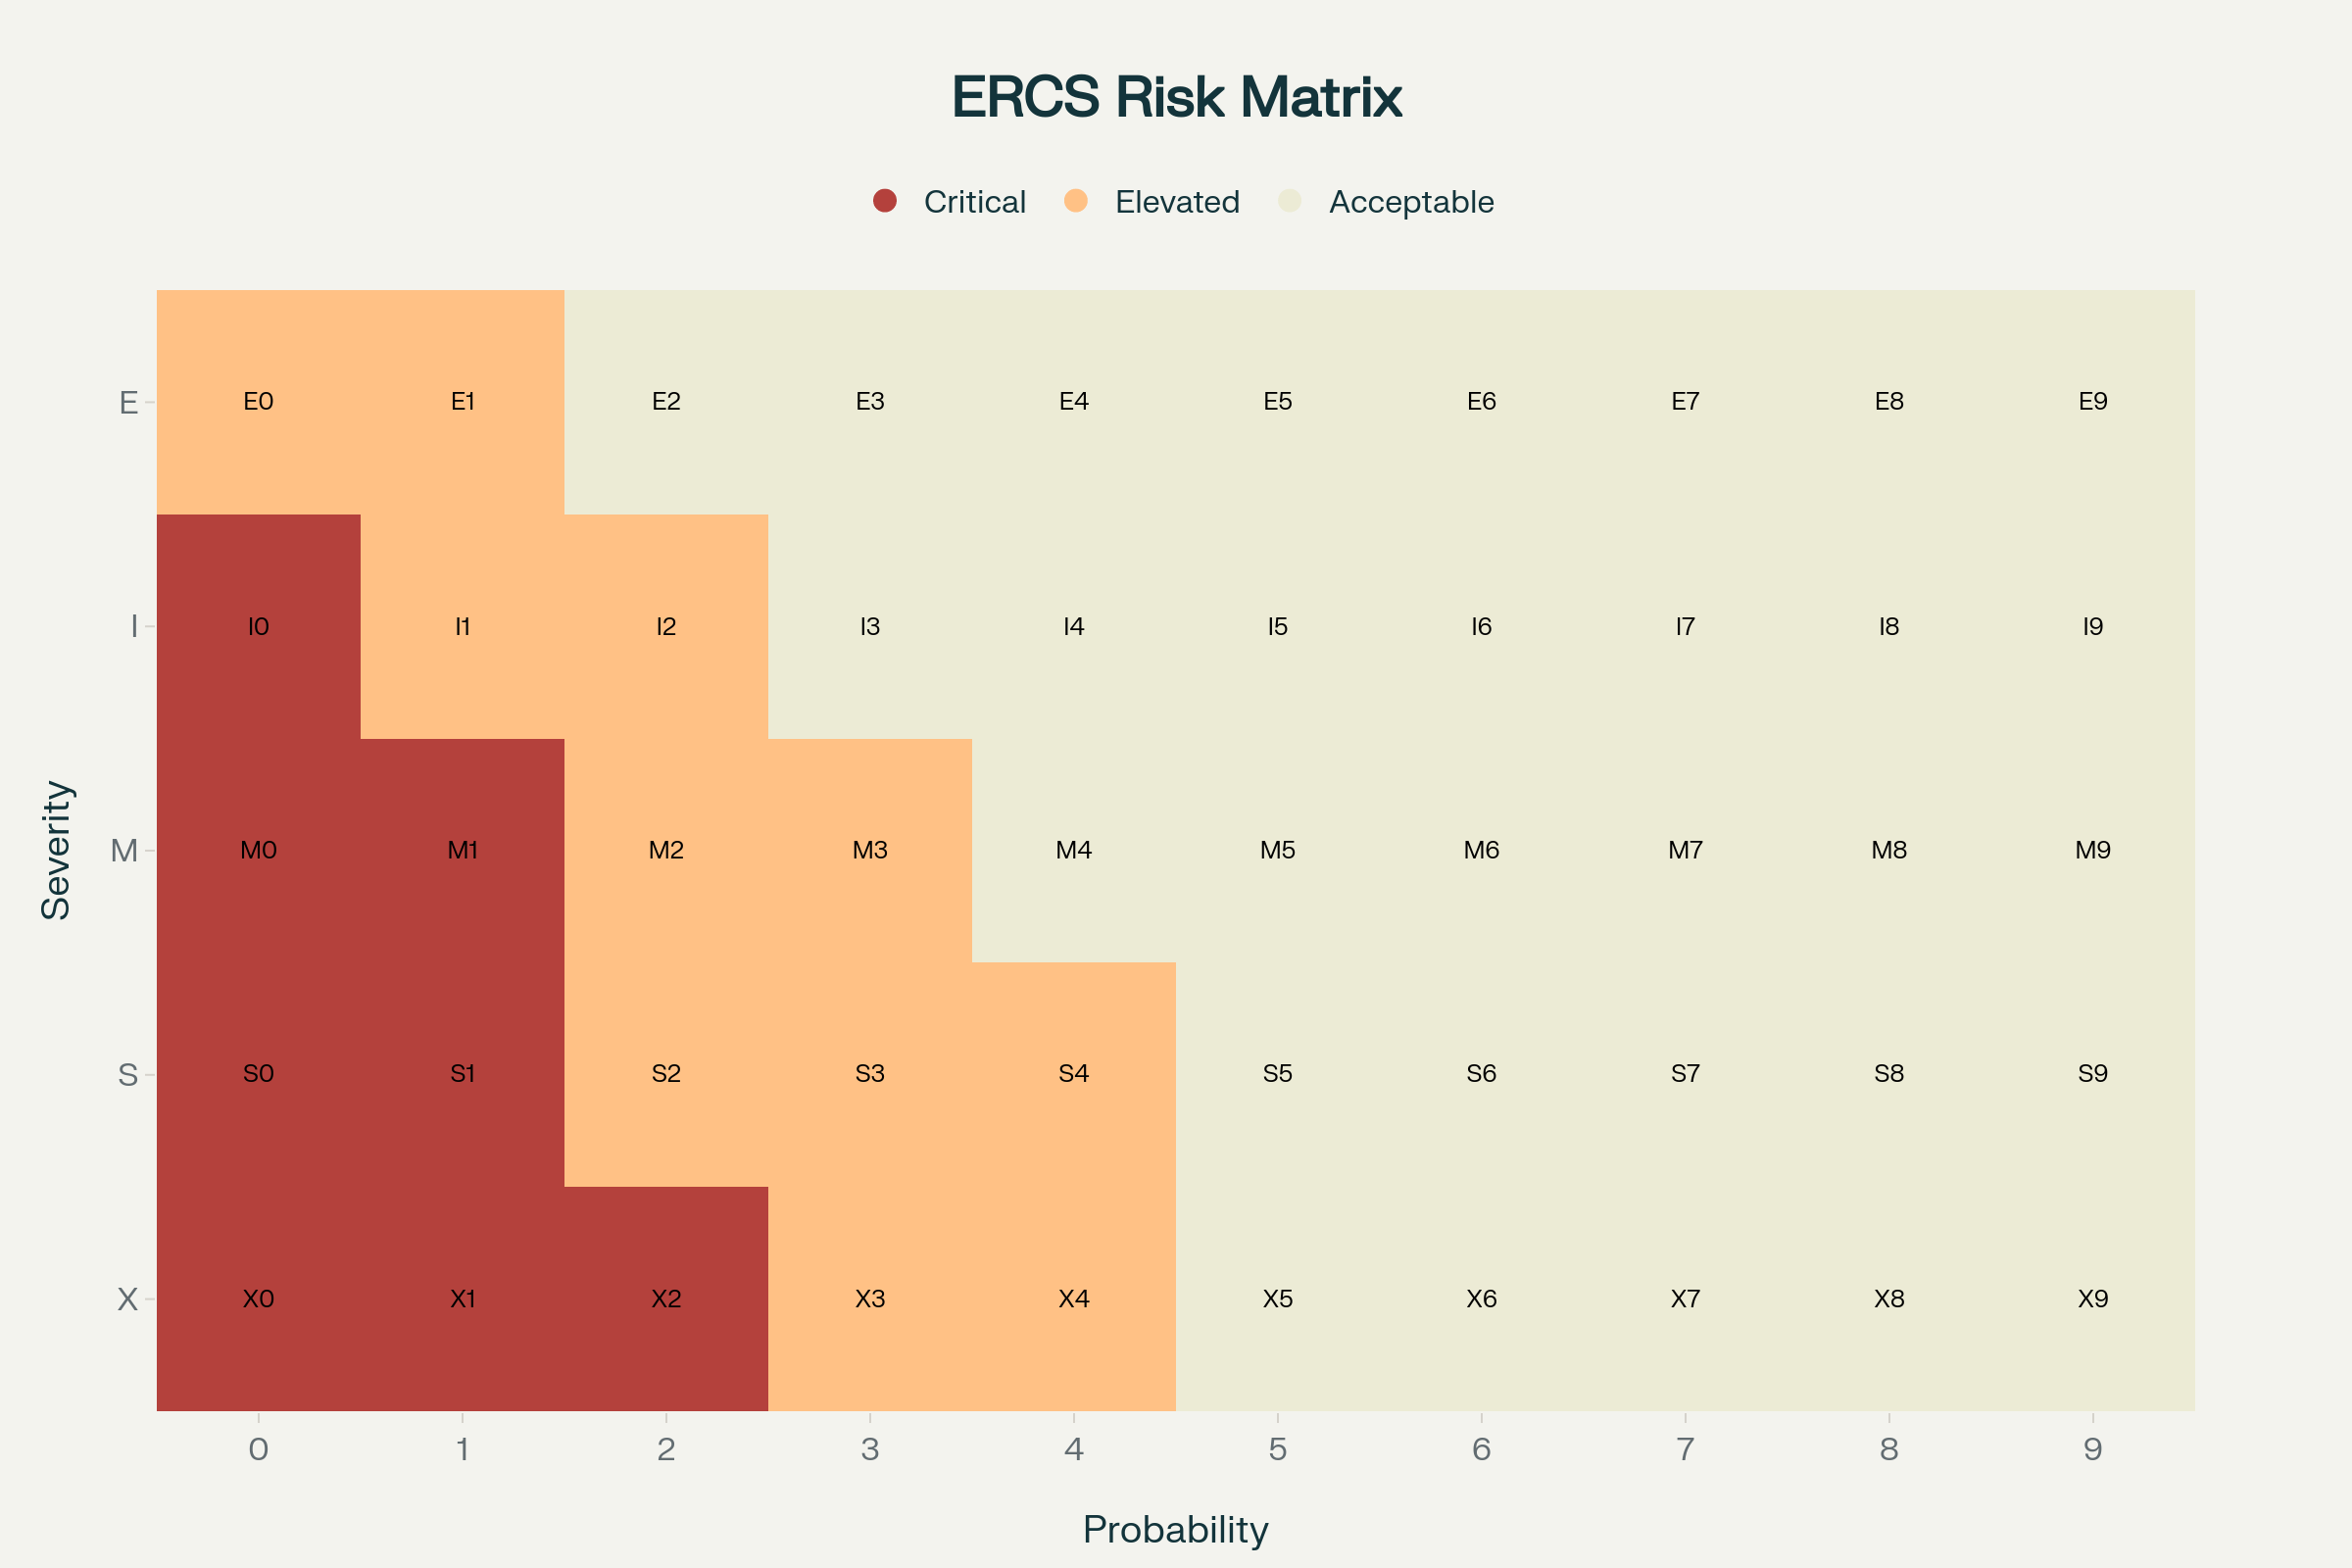 ERCS Risk Matrix
Critical Elevated Acceptable
E E0 E1 E2 E3 E4 E5 E6 E7 E8 E9
I I0 I1 I2 I3 I4 I5 I6 I7 I8 I9
M M0 M1 M2 M3 M4 M5 M6 M7 M8 M9
Severity
S S0 S1 S2 S3 S4 S5 S6 S7 S8 S9
X X0 X1 X2 X3 X4 X5 X6 X7 X8 X9
0 1 2 3 4 5 6 7 8 9
Probability